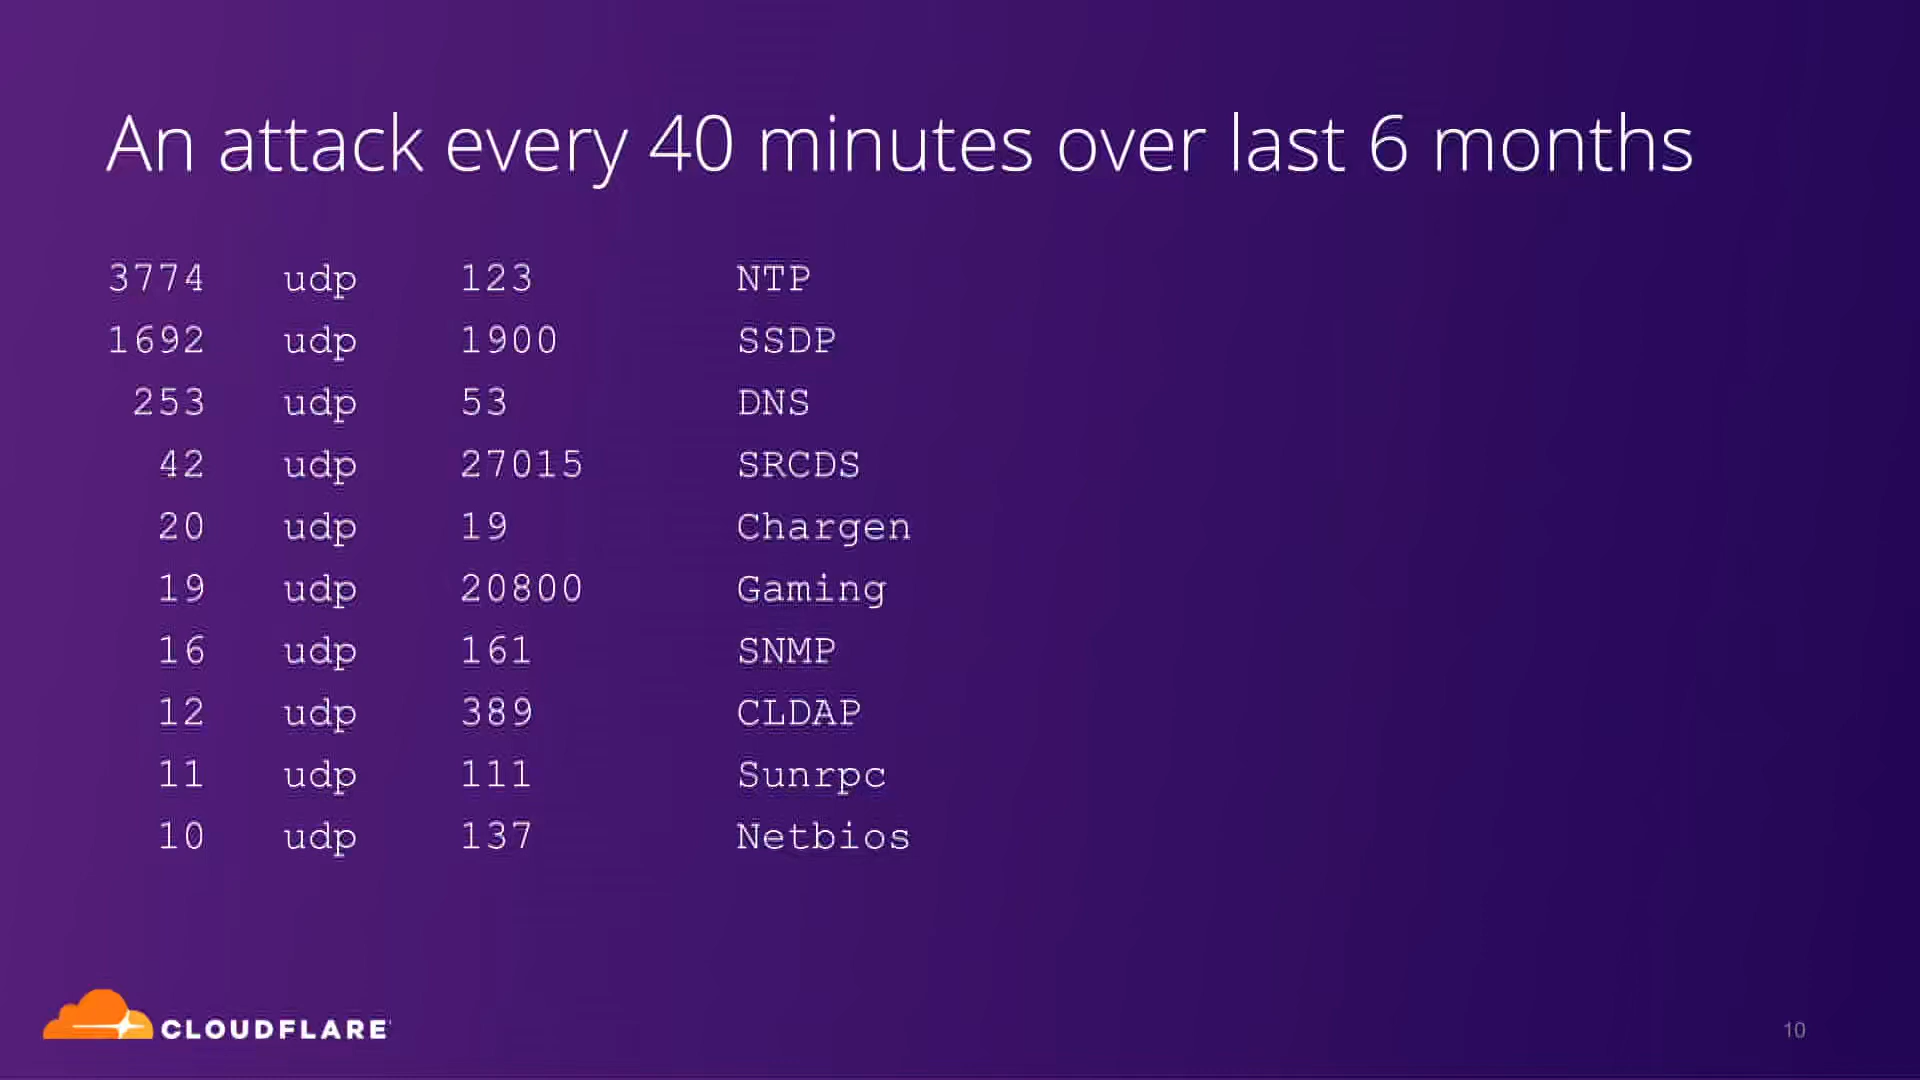 An attack every 40 minutes over last 6 months
3774 udp 123 NTP
1692 udp 1900 SSDP
253 udp 53 DNS
42 udp 27015 SRCDS
20 udp 19 Chargen
19 udp 20800 Gaming
16 udp 161 SNMP
12 udp 389 CLDAP
11 udp 111 Sunrpc
10 udp 137 Netbios
CLOUDFLARE
10